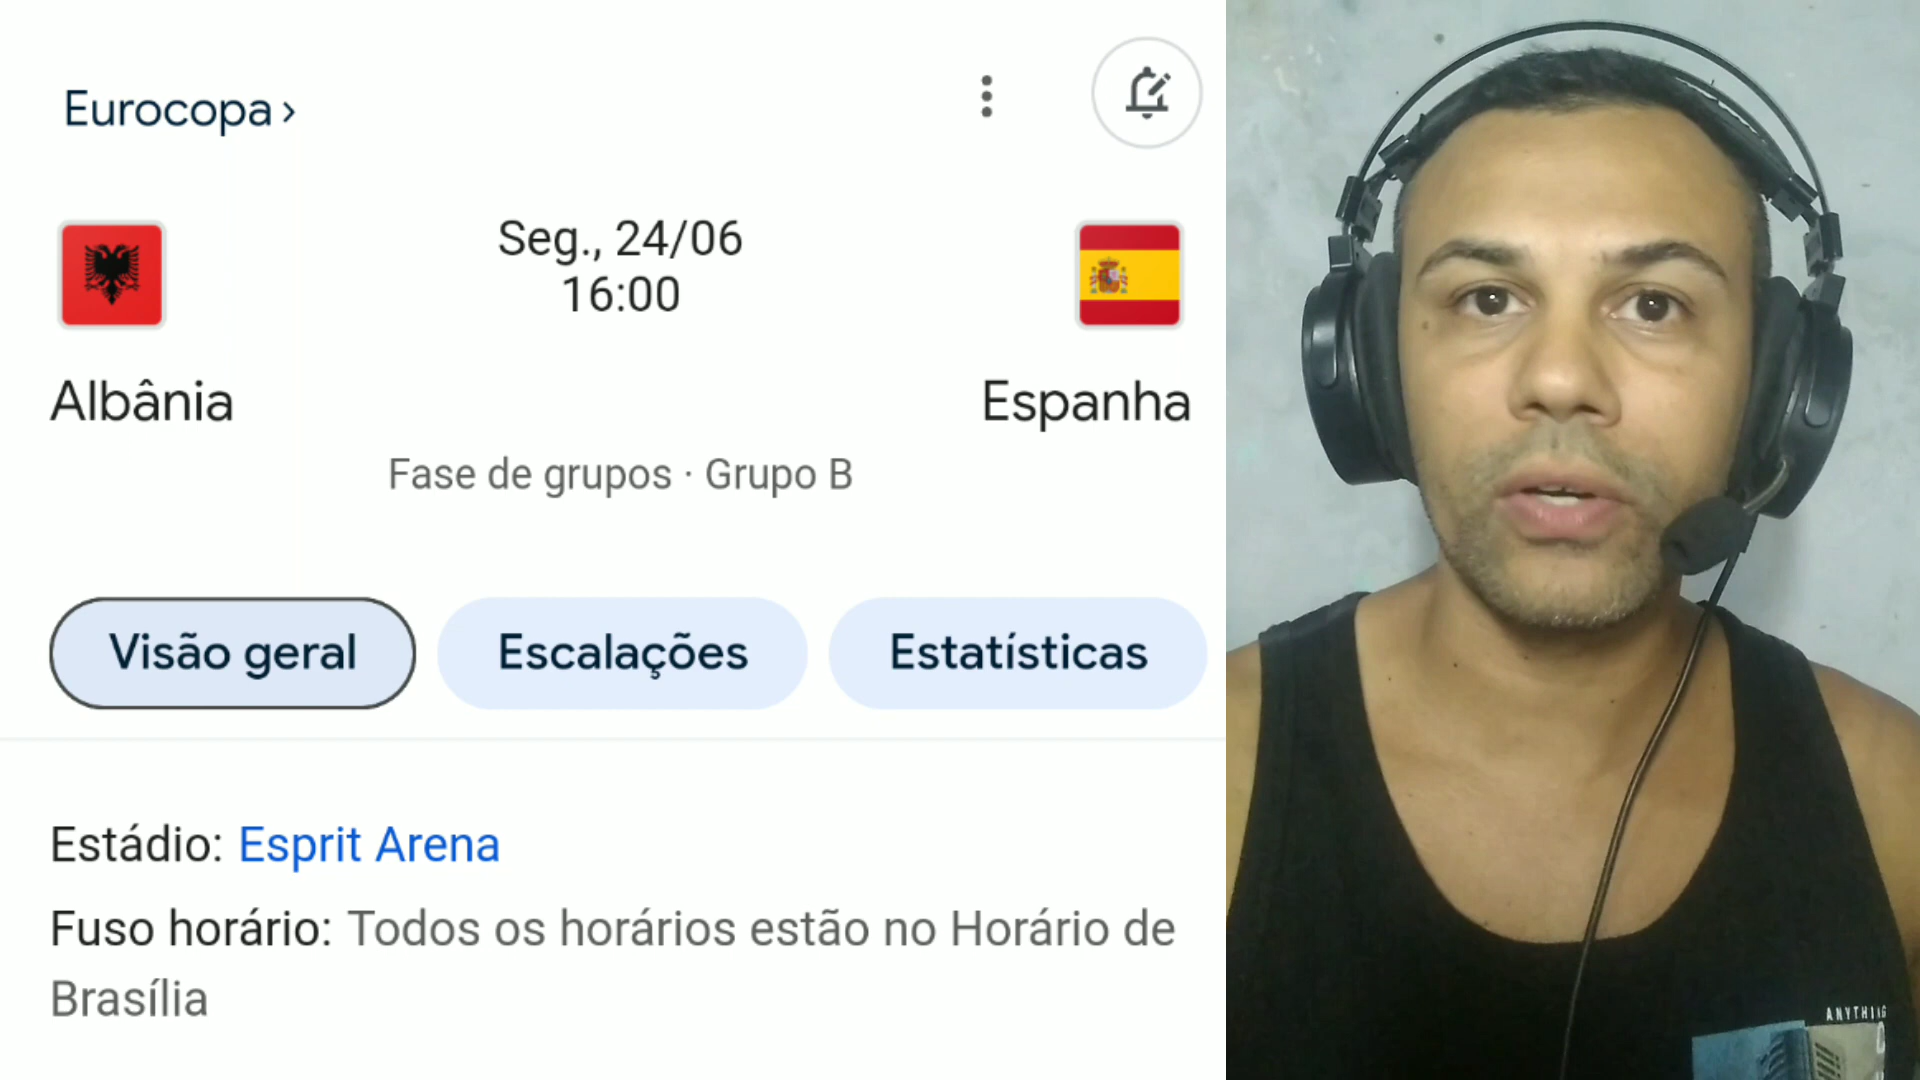 Eurocopa ›
Seg., 24/06
16:00
Albânia
Espanha
Fase de grupos · Grupo B
Visão geral
Escalações
Estatísticas
Estádio: Esprit Arena
Fuso horário: Todos os horários estão no Horário de
Brasília
ANYTHING